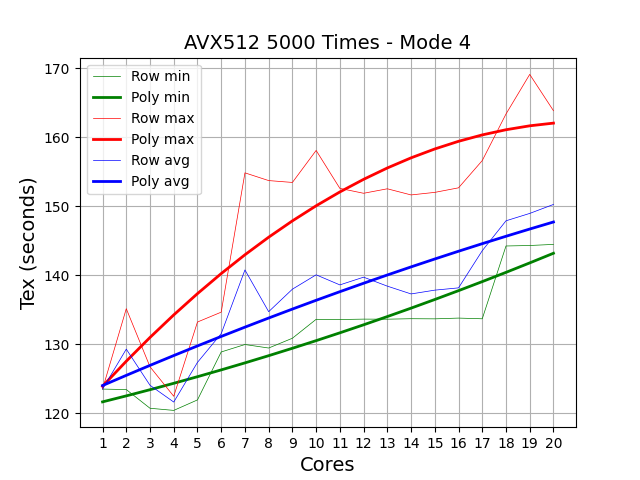 AVX512 5000 Times - Mode 4
Row min
Poly min
Row max
Poly max
Row avg
Poly avg
Tex (seconds)
170
160
150
140
130
120
1 2 3 4 5 6 7 8 9 10 11 12 13 14 15 16 17 18 19 20
Cores